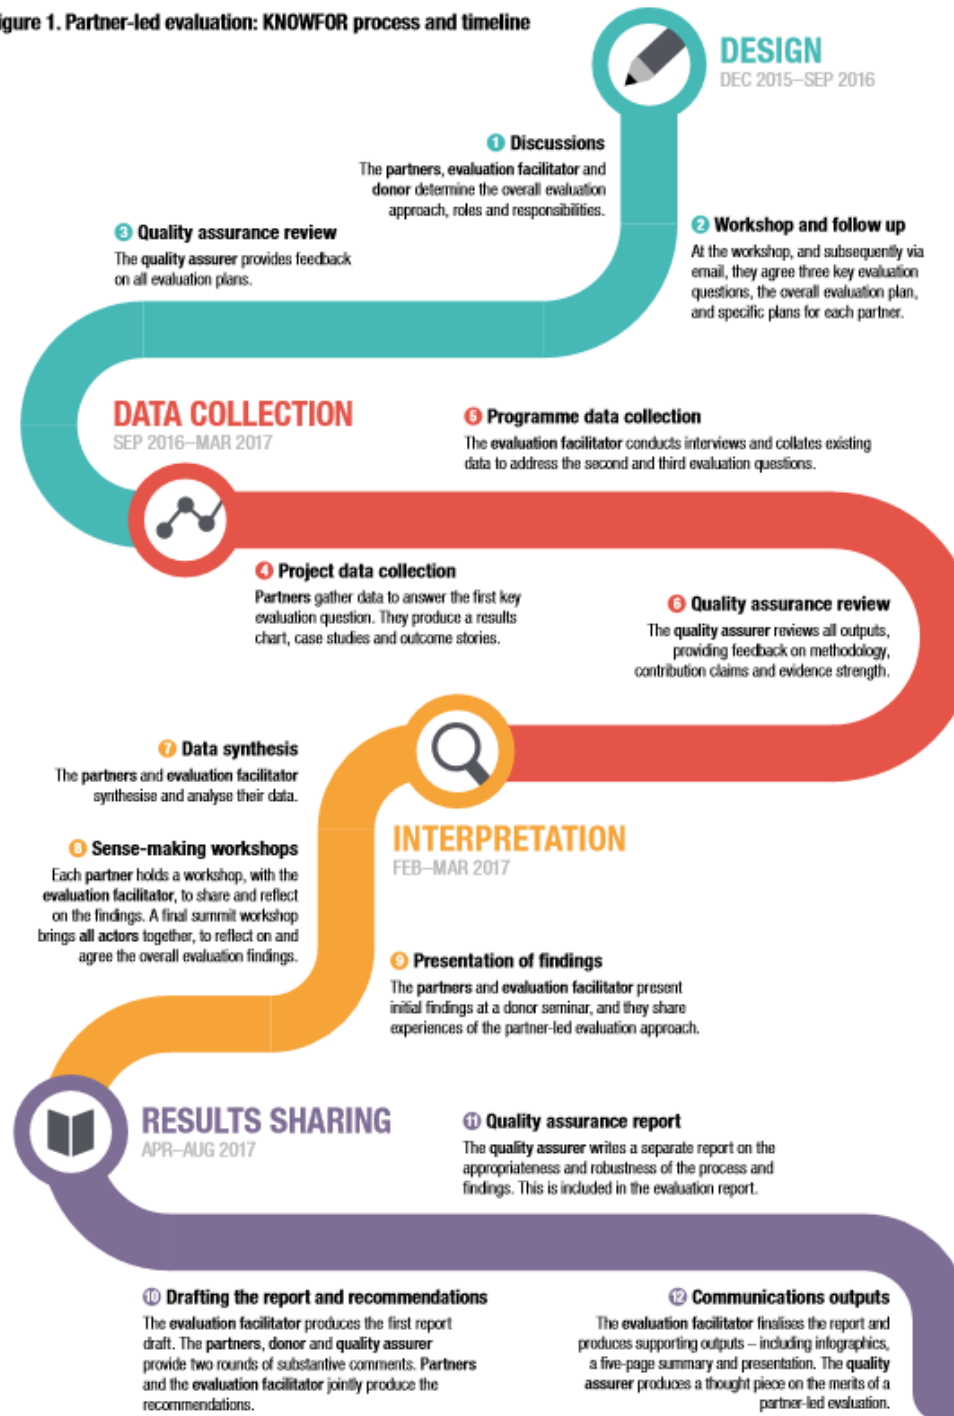 igure 1. Partner-led evaluation: KNOWFOR process and timeline
DESIGN
DEC 2015–SEP 2016
1 Discussions
The partners, evaluation facilitator and
donor determine the overall evaluation
approach, roles and responsibilities.
2 Workshop and follow up
At the workshop, and subsequently via
email, they agree three key evaluation
questions, the overall evaluation plan,
and specific plans for each partner.
3 Quality assurance review
The quality assurer provides feedback
on all evaluation plans.
DATA COLLECTION
SEP 2016–MAR 2017
4 Project data collection
Partners gather data to answer the first key
evaluation question. They produce a results
chart, case studies and outcome stories.
5 Programme data collection
The evaluation facilitator conducts interviews and collates existing
data to address the second and third evaluation questions.
6 Quality assurance review
The quality assurer reviews all outputs,
providing feedback on methodology,
contribution claims and evidence strength.
INTERPRETATION
FEB–MAR 2017
7 Data synthesis
The partners and evaluation facilitator
synthesise and analyse their data.
8 Sense-making workshops
Each partner holds a workshop, with the
evaluation facilitator, to share and reflect
on the findings. A final summit workshop
brings all actors together, to reflect on and
agree the overall evaluation findings.
9 Presentation of findings
The partners and evaluation facilitator present
initial findings at a donor seminar, and they share
experiences of the partner-led evaluation approach.
RESULTS SHARING
APR–AUG 2017
10 Drafting the report and recommendations
The evaluation facilitator produces the first report
draft. The partners, donor and quality assurer
provide two rounds of substantive comments. Partners
and the evaluation facilitator jointly produce the
recommendations.
11 Quality assurance report
The quality assurer writes a separate report on the
appropriateness and robustness of the process and
findings. This is included in the evaluation report.
12 Communications outputs
The evaluation facilitator finalises the report and
produces supporting outputs – including infographics,
a five-page summary and presentation. The quality
assurer produces a thought piece on the merits of a
partner-led evaluation.